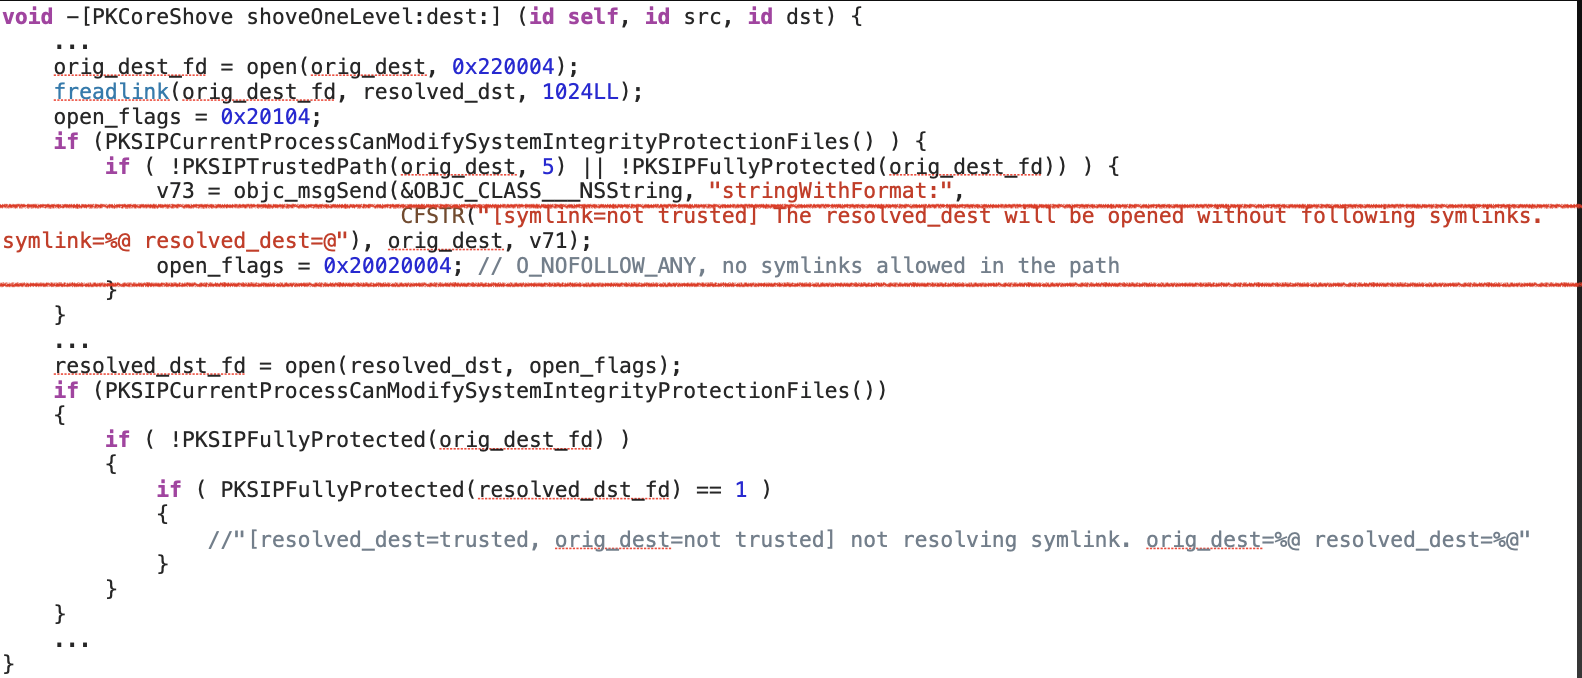 void -[PKCoreShove shoveOneLevel:dest:] (id self, id src, id dst) {
...
orig_dest_fd = open(orig_dest, 0x220004);
freadlink(orig_dest_fd, resolved_dst, 1024LL);
open_flags = 0x20104;
if (PKSIPCurrentProcessCanModifySystemIntegrityProtectionFiles() ) {
if ( !PKSIPTrustedPath(orig_dest, 5) || !PKSIPFullyProtected(orig_dest_fd)) ) {
v73 = objc_msgSend(&OBJC_CLASS___NSString, "stringWithFormat:",
CFSTR("[symlink=not trusted] The resolved_dest will be opened without following symlinks.
symlink=%@ resolved_dest=@"), orig_dest, v71);
open_flags = 0x20020004; // O_NOFOLLOW_ANY, no symlinks allowed in the path
}
}
...
resolved_dst_fd = open(resolved_dst, open_flags);
if (PKSIPCurrentProcessCanModifySystemIntegrityProtectionFiles())
{
if ( !PKSIPFullyProtected(orig_dest_fd) )
{
if ( PKSIPFullyProtected(resolved_dst_fd) == 1 )
{
//"[resolved_dest=trusted, orig_dest=not trusted] not resolving symlink. orig_dest=%@ resolved_dest=%@"
}
}
}
...
}